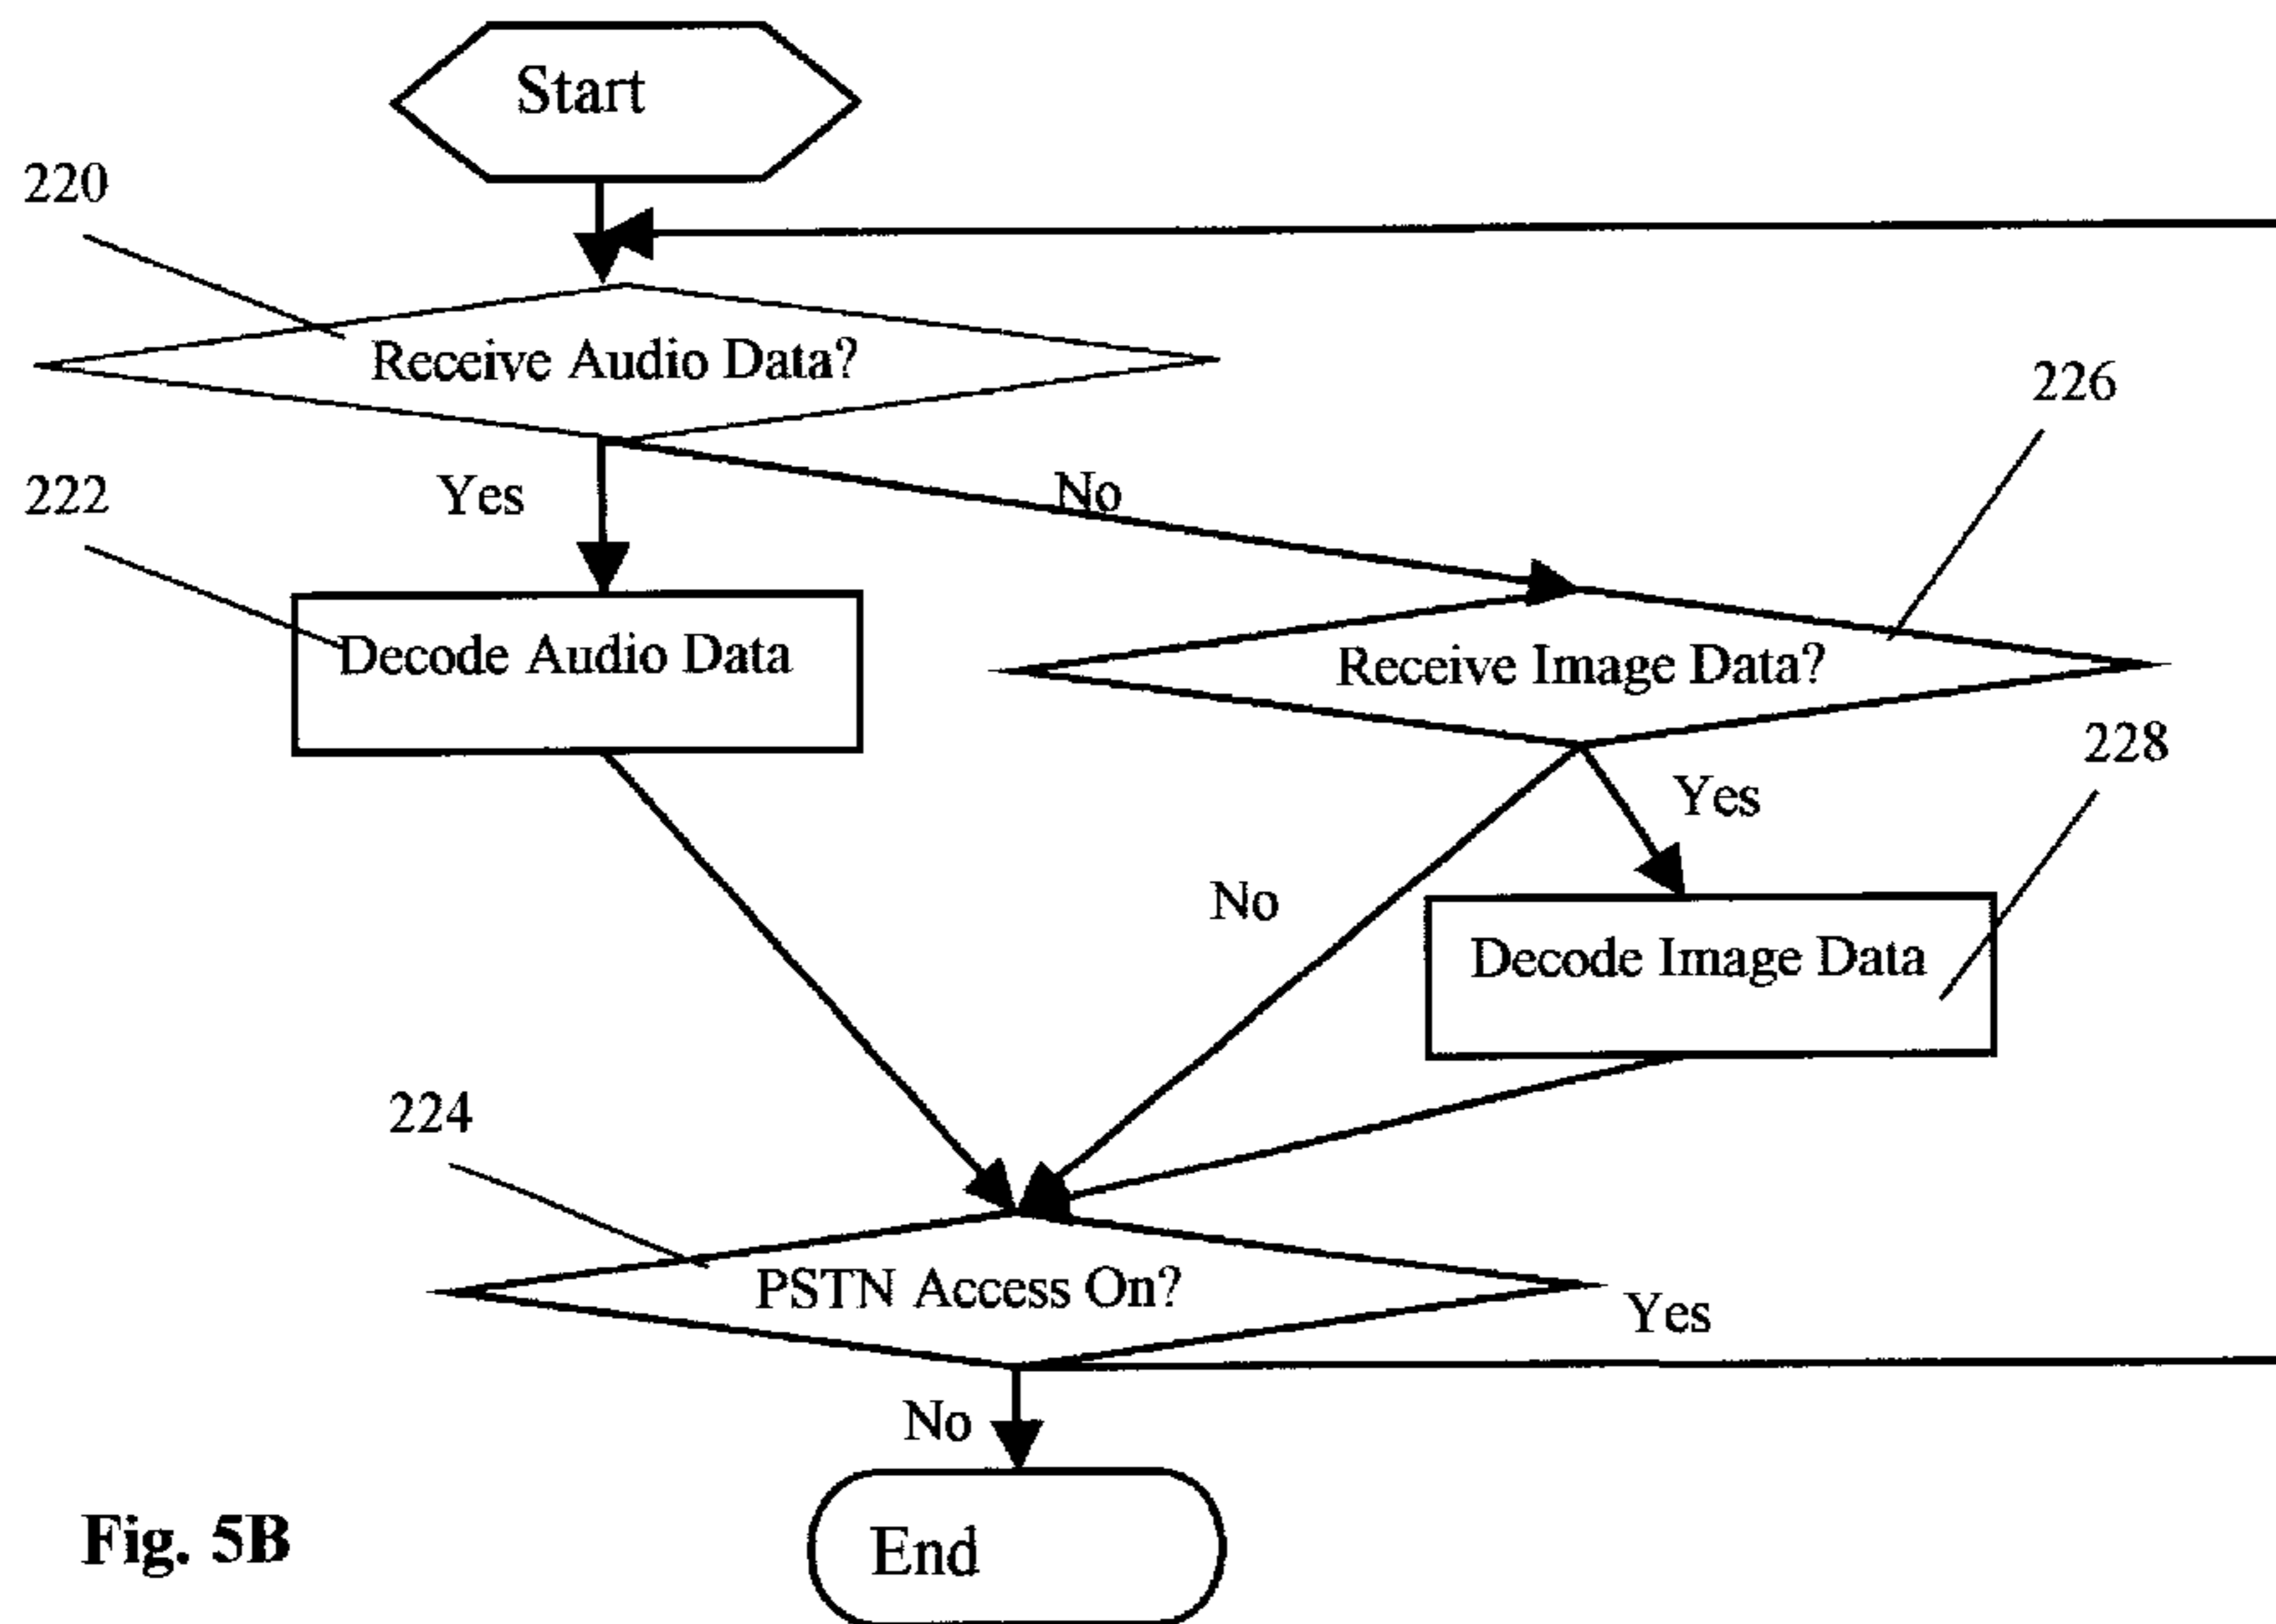 Start
220
Receive Audio Data?
226
222
Yes
No
Decode Audio Data
Receive Image Data?
228
Yes
No
Decode Image Data
224
PSTN Access On?
Yes
No
Fig. 5B
End